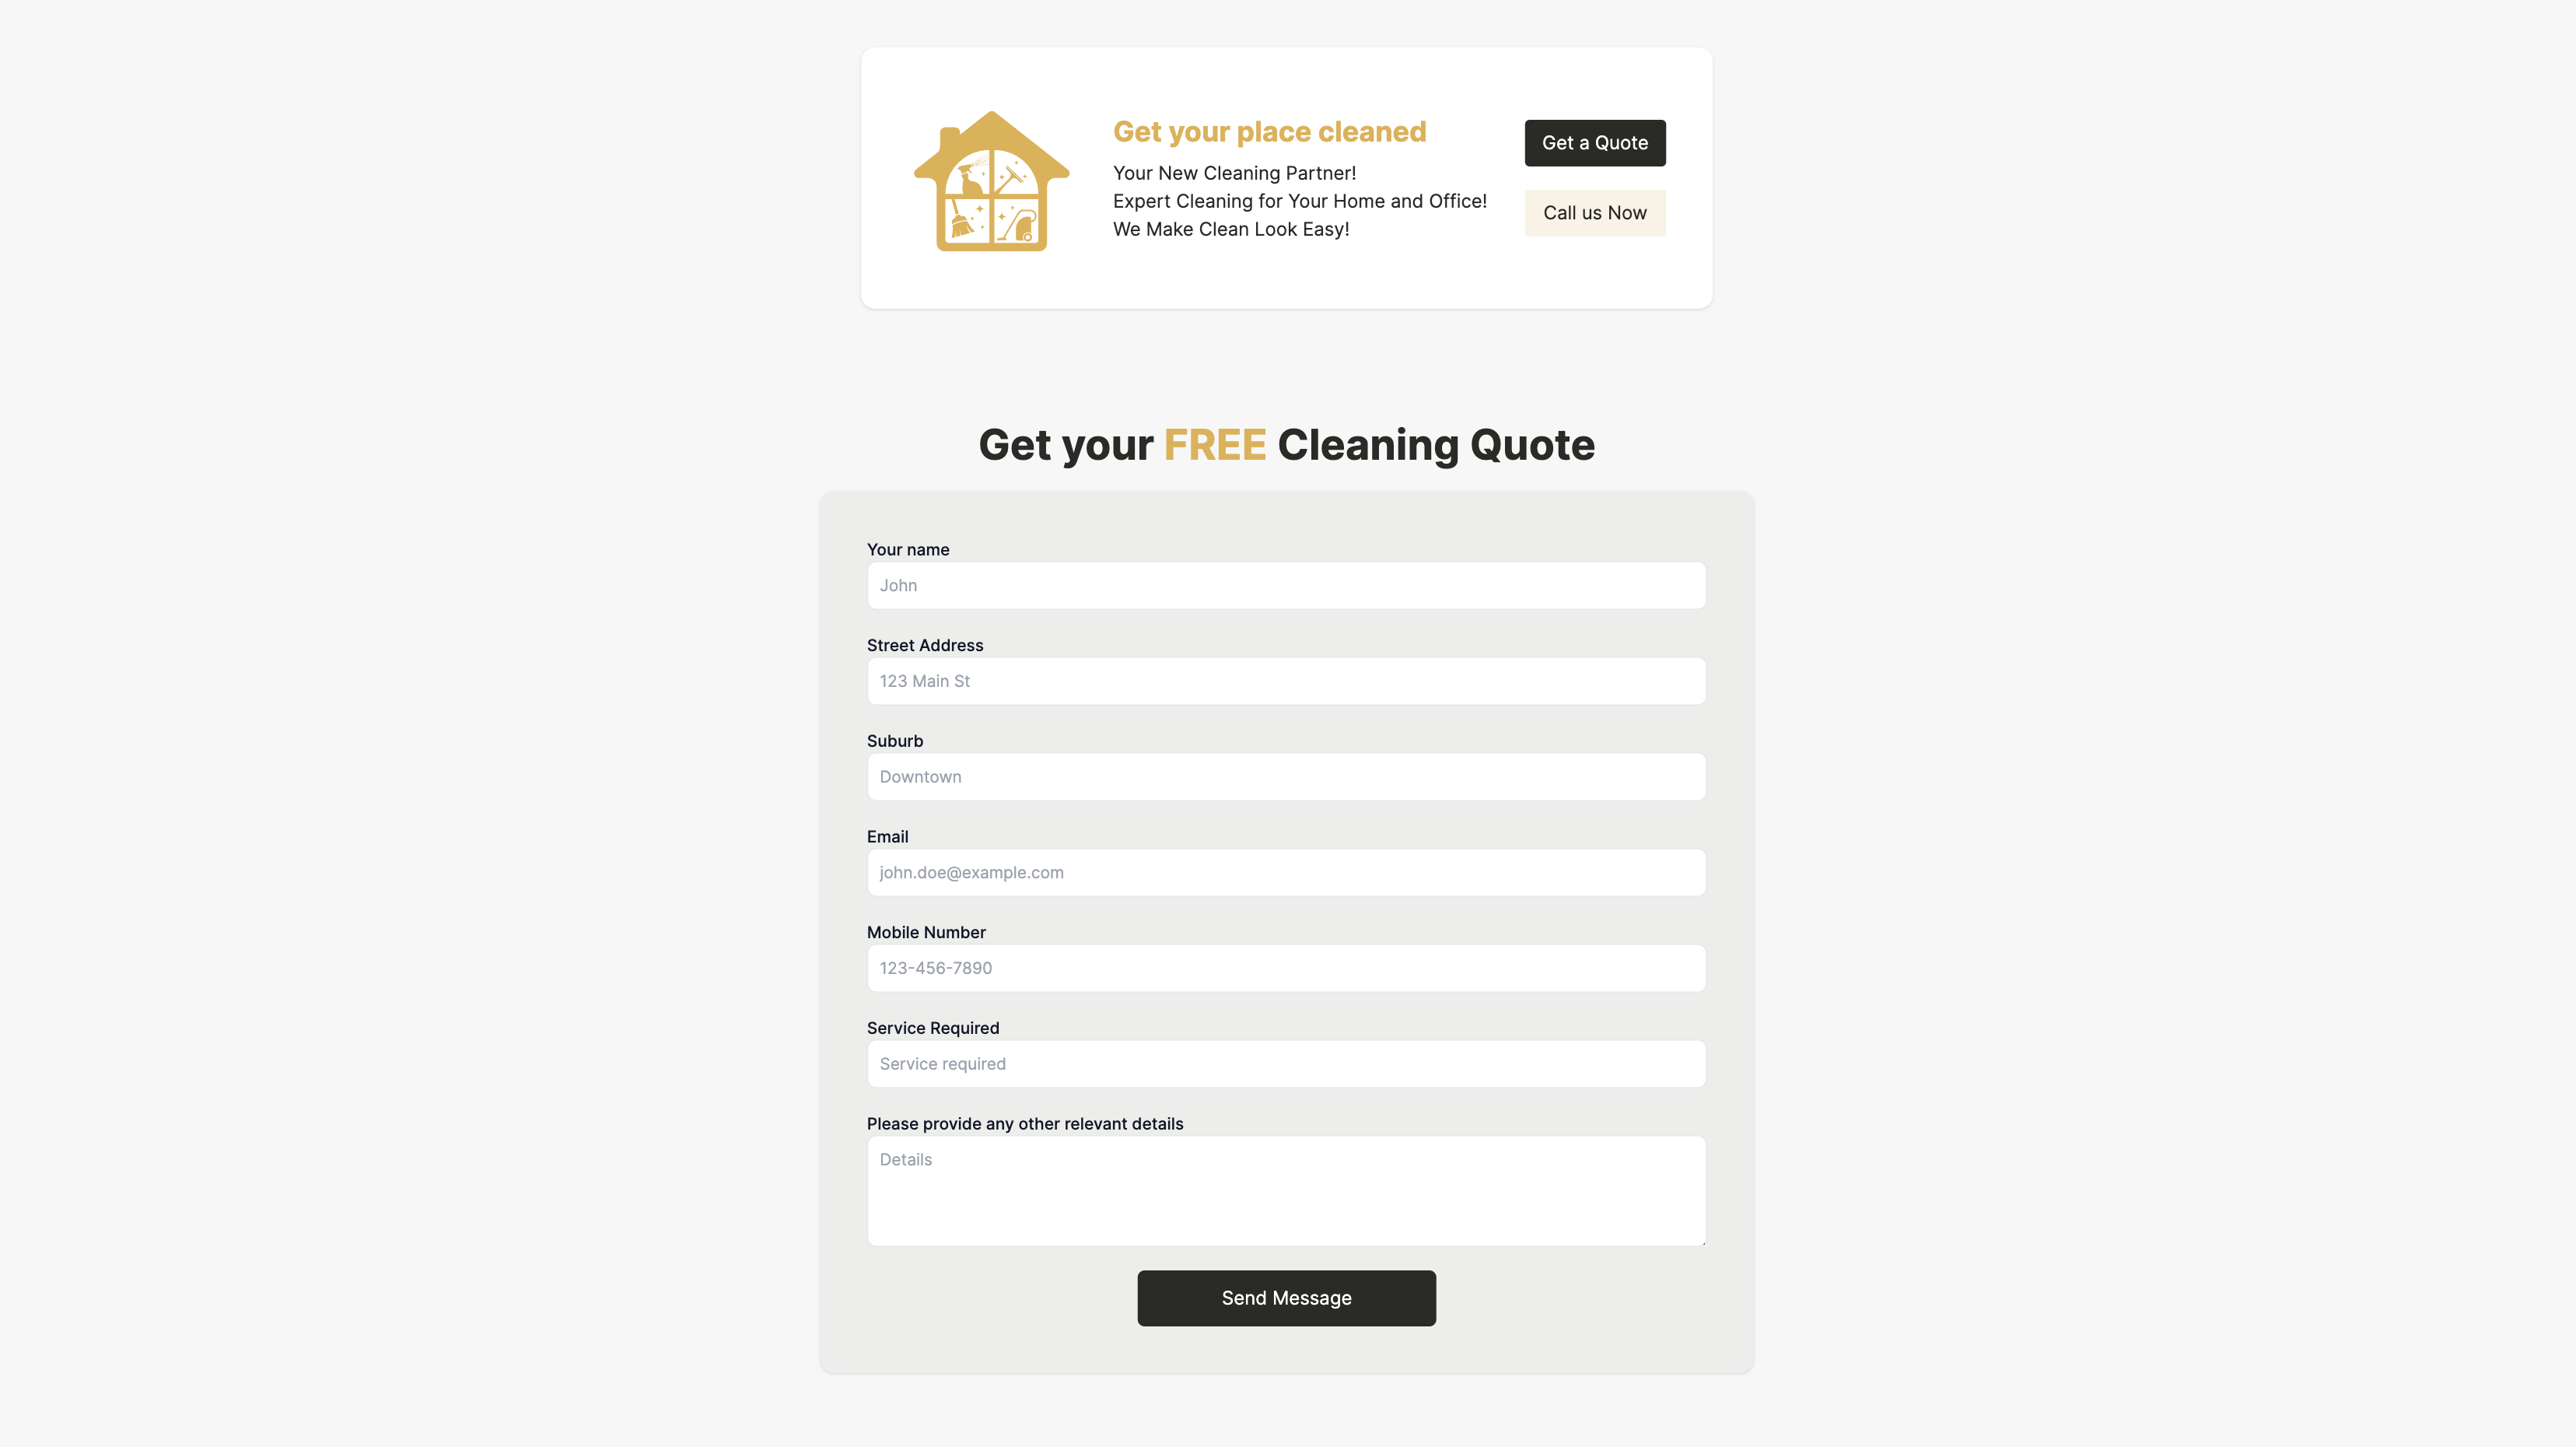 Get your place cleaned
Your New Cleaning Partner!
Expert Cleaning for Your Home and Office!
We Make Clean Look Easy!
Get a Quote
Call us Now
Get your FREE Cleaning Quote
Your name
John
Street Address
123 Main St
Suburb
Downtown
Email
john.doe@example.com
Mobile Number
123-456-7890
Service Required
Service required
Please provide any other relevant details
Details
Send Message